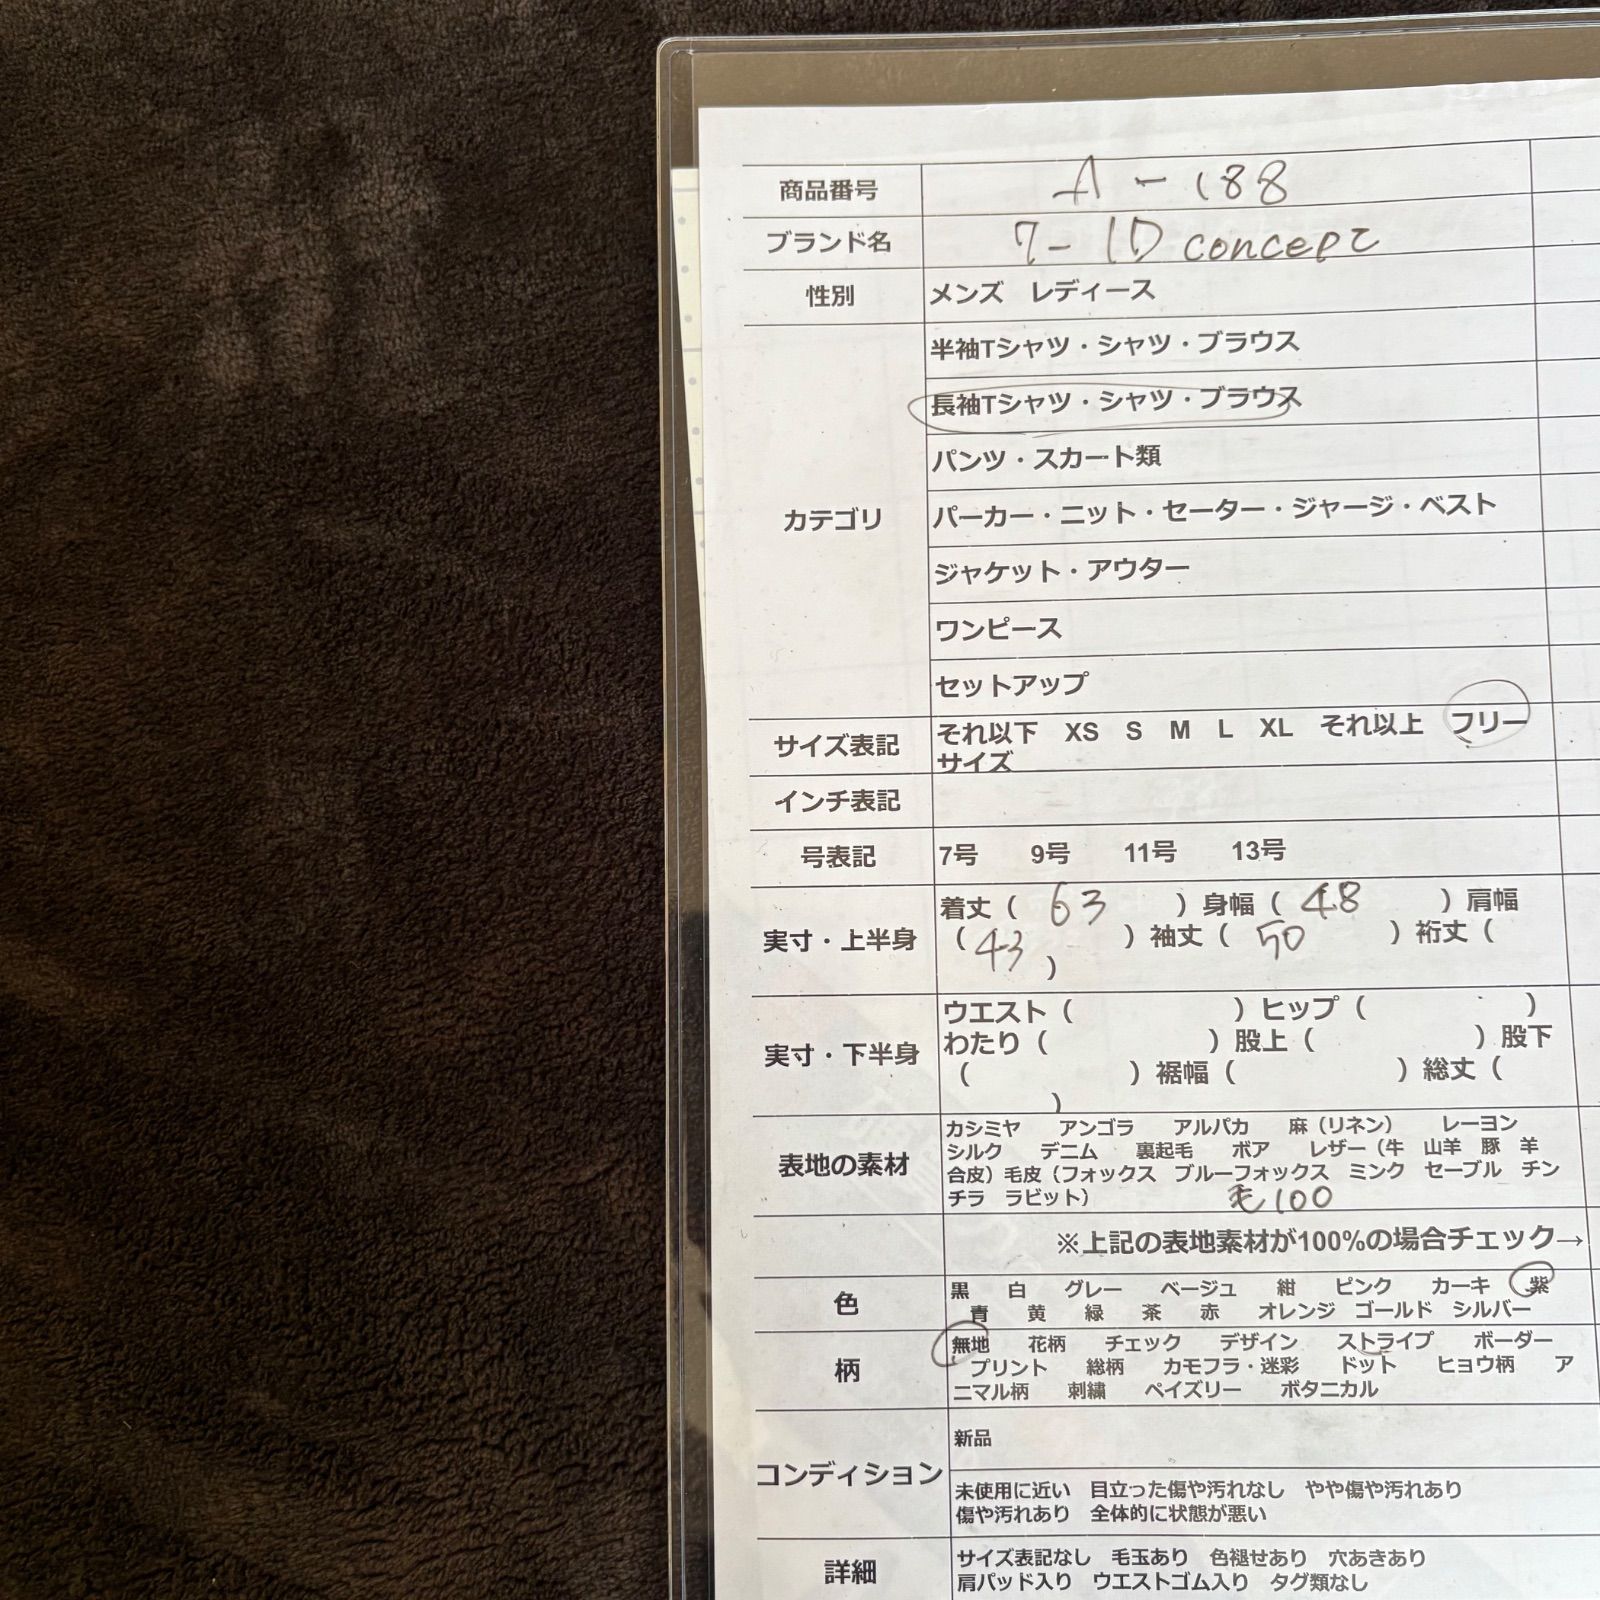 商品番号 A-188
ブランド名 7-ID concept
性別 メンズ レディース
半袖Tシャツ・シャツ・ブラウス
長袖Tシャツ・シャツ・ブラウス
パンツ・スカート類
カテゴリ パーカー・ニット・セーター・ジャージ・ベスト
ジャケット・アウター
ワンピース
セットアップ
サイズ表記 それ以下 XS S M L XL それ以上 フリー
サイズ
インチ表記
号表記 7号 9号 11号 13号
実寸・上半身 着丈( 63 )身幅( 48 )肩幅
( 43 )袖丈( 50 )裄丈(
)
実寸・下半身 ウエスト( )ヒップ( )
わたり( )股上( )股下
( )裾幅( )総丈(
)
表地の素材 カシミヤ アンゴラ アルパカ 麻(リネン) レーヨン
シルク デニム 裏起毛 ボア レザー(牛 山羊 豚 羊
合皮)毛皮(フォックス ブルーフォックス ミンク セーブル チン
チラ ラビット) 毛100
※上記の表地素材が100%の場合チェック→
色 黒 白 グレー ベージュ 紺 ピンク カーキ 紫
青 黄 緑 茶 赤 オレンジ ゴールド シルバー
柄 無地 花柄 チェック デザイン ストライプ ボーダー
プリント 総柄 カモフラ・迷彩 ドット ヒョウ柄 ア
ニマル柄 刺繍 ペイズリー ボタニカル
コンディション 新品
未使用に近い 目立った傷や汚れなし やや傷や汚れあり
傷や汚れあり 全体的に状態が悪い
詳細 サイズ表記なし 毛玉あり 色褪せあり 穴あきあり
肩パッド入り ウエストゴム入り タグ類なし